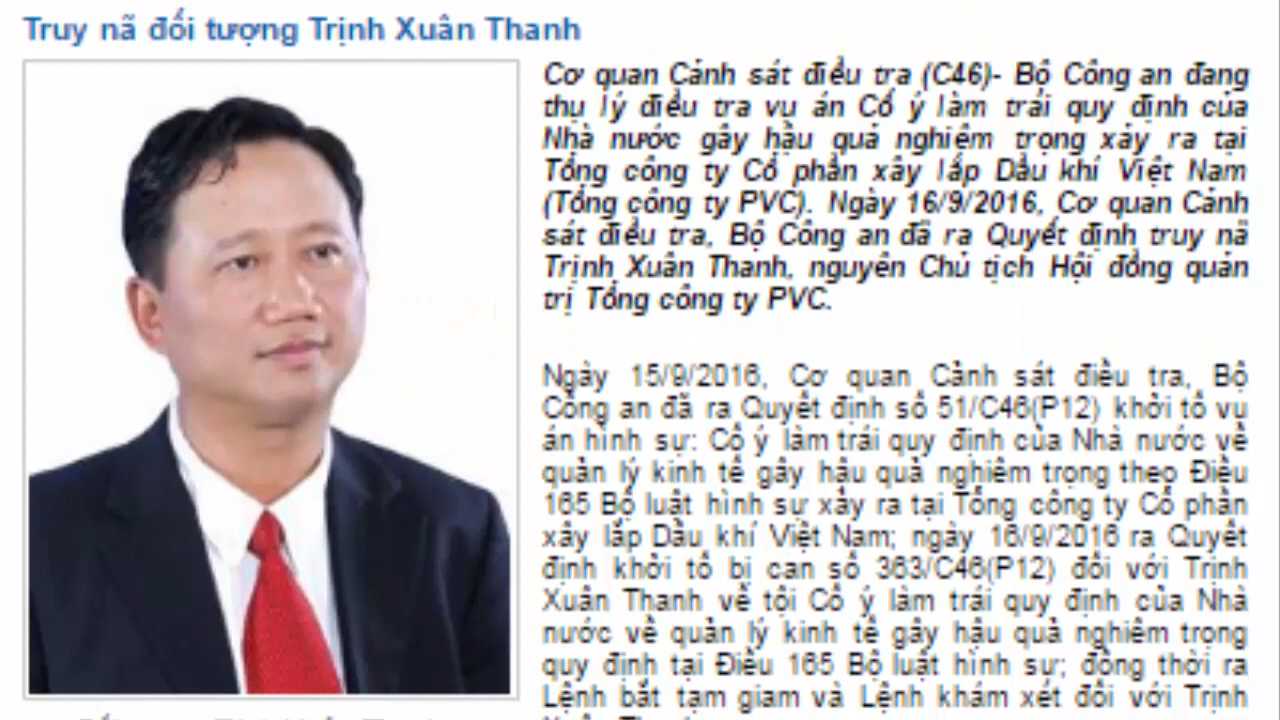 Truy nã đối tượng Trịnh Xuân Thanh
Cơ quan Cảnh sát điều tra (C46)- Bộ Công an đang
thụ lý điều tra vụ án Cố ý làm trái quy định của
Nhà nước gây hậu quả nghiêm trọng xảy ra tại
Tổng công ty Cổ phần xây lắp Dầu khí Việt Nam
(Tổng công ty PVC). Ngày 16/9/2016, Cơ quan Cảnh
sát điều tra, Bộ Công an đã ra Quyết định truy nã
Trịnh Xuân Thanh, nguyên Chủ tịch Hội đồng quản
trị Tổng công ty PVC.
Ngày 15/9/2016, Cơ quan Cảnh sát điều tra, Bộ
Công an đã ra Quyết định số 51/C46(P12) khởi tố vụ
án hình sự: Cố ý làm trái quy định của Nhà nước về
quản lý kinh tế gây hậu quả nghiêm trọng theo Điều
165 Bộ luật hình sự xảy ra tại Tổng công ty Cổ phần
xây lắp Dầu khí Việt Nam; ngày 16/9/2016 ra Quyết
định khởi tố bị can số 363/C46(P12) đối với Trịnh
Xuân Thanh về tội Cố ý làm trái quy định của Nhà
nước về quản lý kinh tế gây hậu quả nghiêm trọng
quy định tại Điều 165 Bộ luật hình sự; đồng thời ra
Lệnh bắt tạm giam và Lệnh khám xét đối với Trịnh